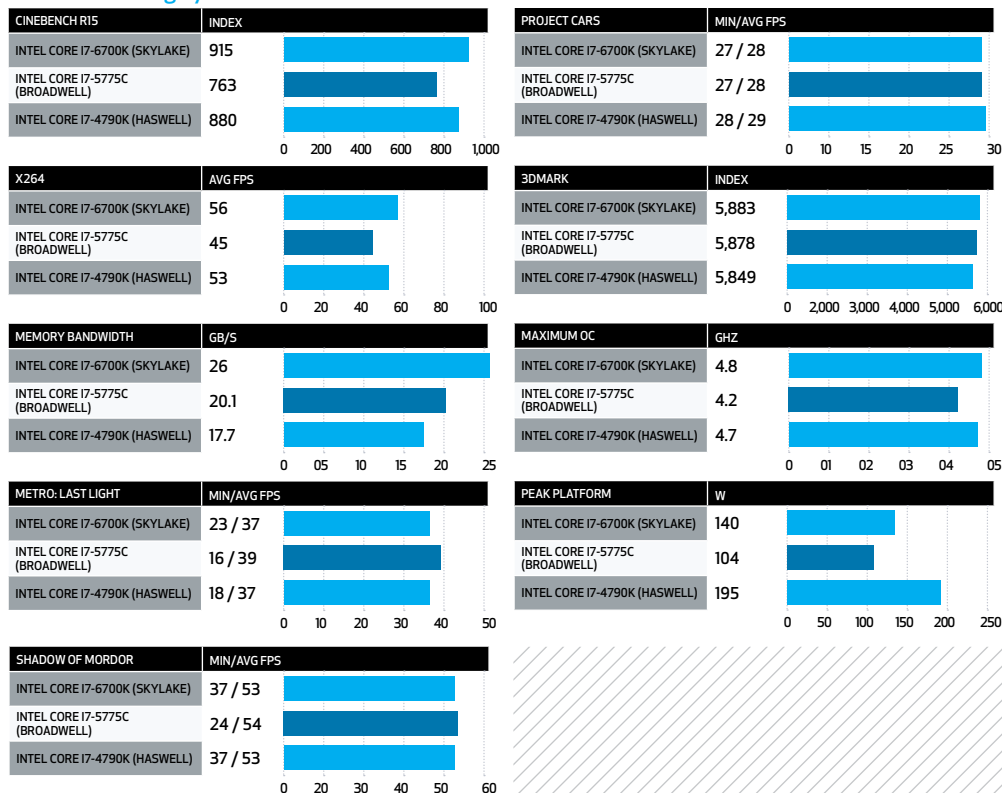 CINEBENCH R15 INDEX
INTEL CORE I7-6700K (SKYLAKE) 915
INTEL CORE I7-5775C
(BROADWELL) 763
INTEL CORE I7-4790K (HASWELL) 880
0 200 400 600 800 1,000
PROJECT CARS MIN/AVG FPS
INTEL CORE I7-6700K (SKYLAKE) 27 / 28
INTEL CORE I7-5775C
(BROADWELL) 27 / 28
INTEL CORE I7-4790K (HASWELL) 28 / 29
0 10 15 20 25 30
X264 AVG FPS
INTEL CORE I7-6700K (SKYLAKE) 56
INTEL CORE I7-5775C
(BROADWELL) 45
INTEL CORE I7-4790K (HASWELL) 53
0 20 40 60 80 100
3DMARK INDEX
INTEL CORE I7-6700K (SKYLAKE) 5,883
INTEL CORE I7-5775C
(BROADWELL) 5,878
INTEL CORE I7-4790K (HASWELL) 5,849
0 2,000 3,000 4,000 5,000 6,000
MEMORY BANDWIDTH GB/S
INTEL CORE I7-6700K (SKYLAKE) 26
INTEL CORE I7-5775C
(BROADWELL) 20.1
INTEL CORE I7-4790K (HASWELL) 17.7
0 05 10 15 20 25
MAXIMUM OC GHZ
INTEL CORE I7-6700K (SKYLAKE) 4.8
INTEL CORE I7-5775C
(BROADWELL) 4.2
INTEL CORE I7-4790K (HASWELL) 4.7
0 01 02 03 04 05
METRO: LAST LIGHT MIN/AVG FPS
INTEL CORE I7-6700K (SKYLAKE) 23 / 37
INTEL CORE I7-5775C
(BROADWELL) 16 / 39
INTEL CORE I7-4790K (HASWELL) 18 / 37
0 10 20 30 40 50
PEAK PLATFORM W
INTEL CORE I7-6700K (SKYLAKE) 140
INTEL CORE I7-5775C
(BROADWELL) 104
INTEL CORE I7-4790K (HASWELL) 195
0 50 100 150 200 250
SHADOW OF MORDOR MIN/AVG FPS
INTEL CORE I7-6700K (SKYLAKE) 37 / 53
INTEL CORE I7-5775C
(BROADWELL) 24 / 54
INTEL CORE I7-4790K (HASWELL) 37 / 53
0 20 30 40 50 60